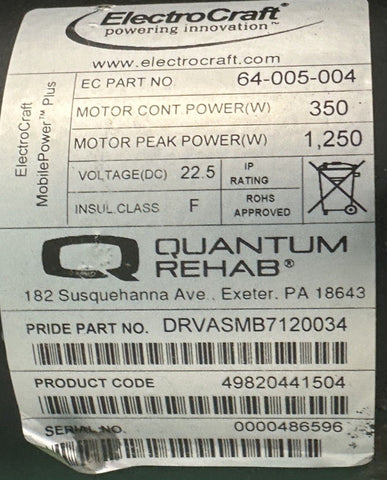 ElectroCraft®
powering innovation™
www.electrocraft.com
ElectroCraft
MobilePower™ Plus
EC PART NO 64-005-004
MOTOR CONT.POWER(W) 350
MOTOR PEAK POWER(W) 1,250
VOLTAGE(DC) 22.5 IP RATING
INSUL.CLASS F ROHS APPROVED
QUANTUM
REHAB®
182 Susquehanna Ave., Exeter, PA 18643
PRIDE PART NO. DRVASMB7120034
PRODUCT CODE 49820441504
SERIAL NO. 0000486596